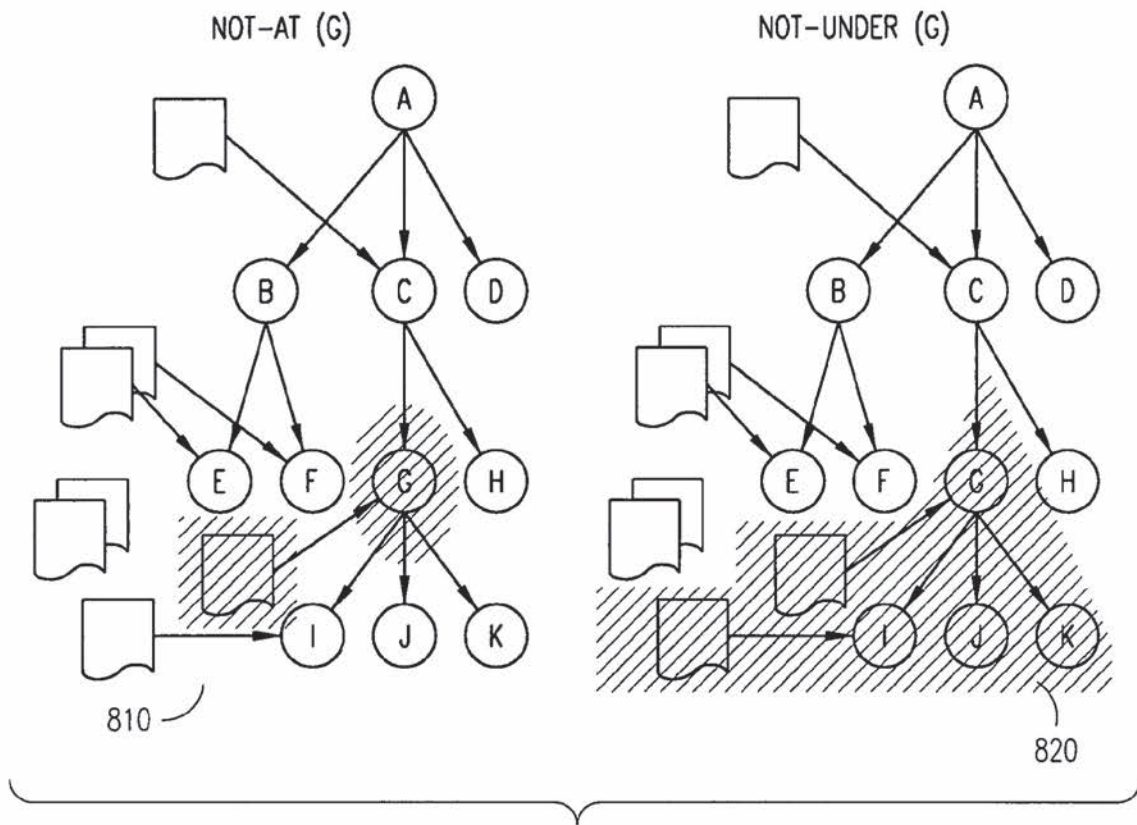 NOT-AT (G)
A
B C D
E F G H
I J K
810
NOT-UNDER (G)
A
B C D
E F G H
I J K
820